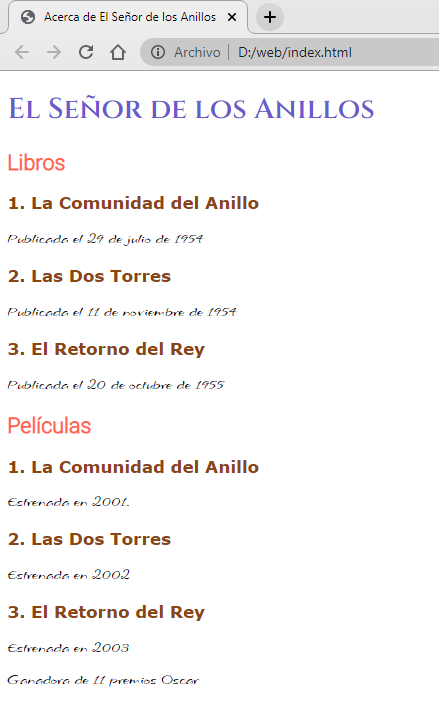 Acerca de El Señor de los Anillos
Archivo | D:/web/index.html
El Señor de los Anillos
Libros
1. La Comunidad del Anillo
Publicada el 29 de julio de 1954
2. Las Dos Torres
Publicada el 11 de noviembre de 1954
3. El Retorno del Rey
Publicada el 20 de octubre de 1955
Películas
1. La Comunidad del Anillo
Estrenada en 2001.
2. Las Dos Torres
Estrenada en 2002
3. El Retorno del Rey
Estrenada en 2003
Ganadora de 11 premios Oscar